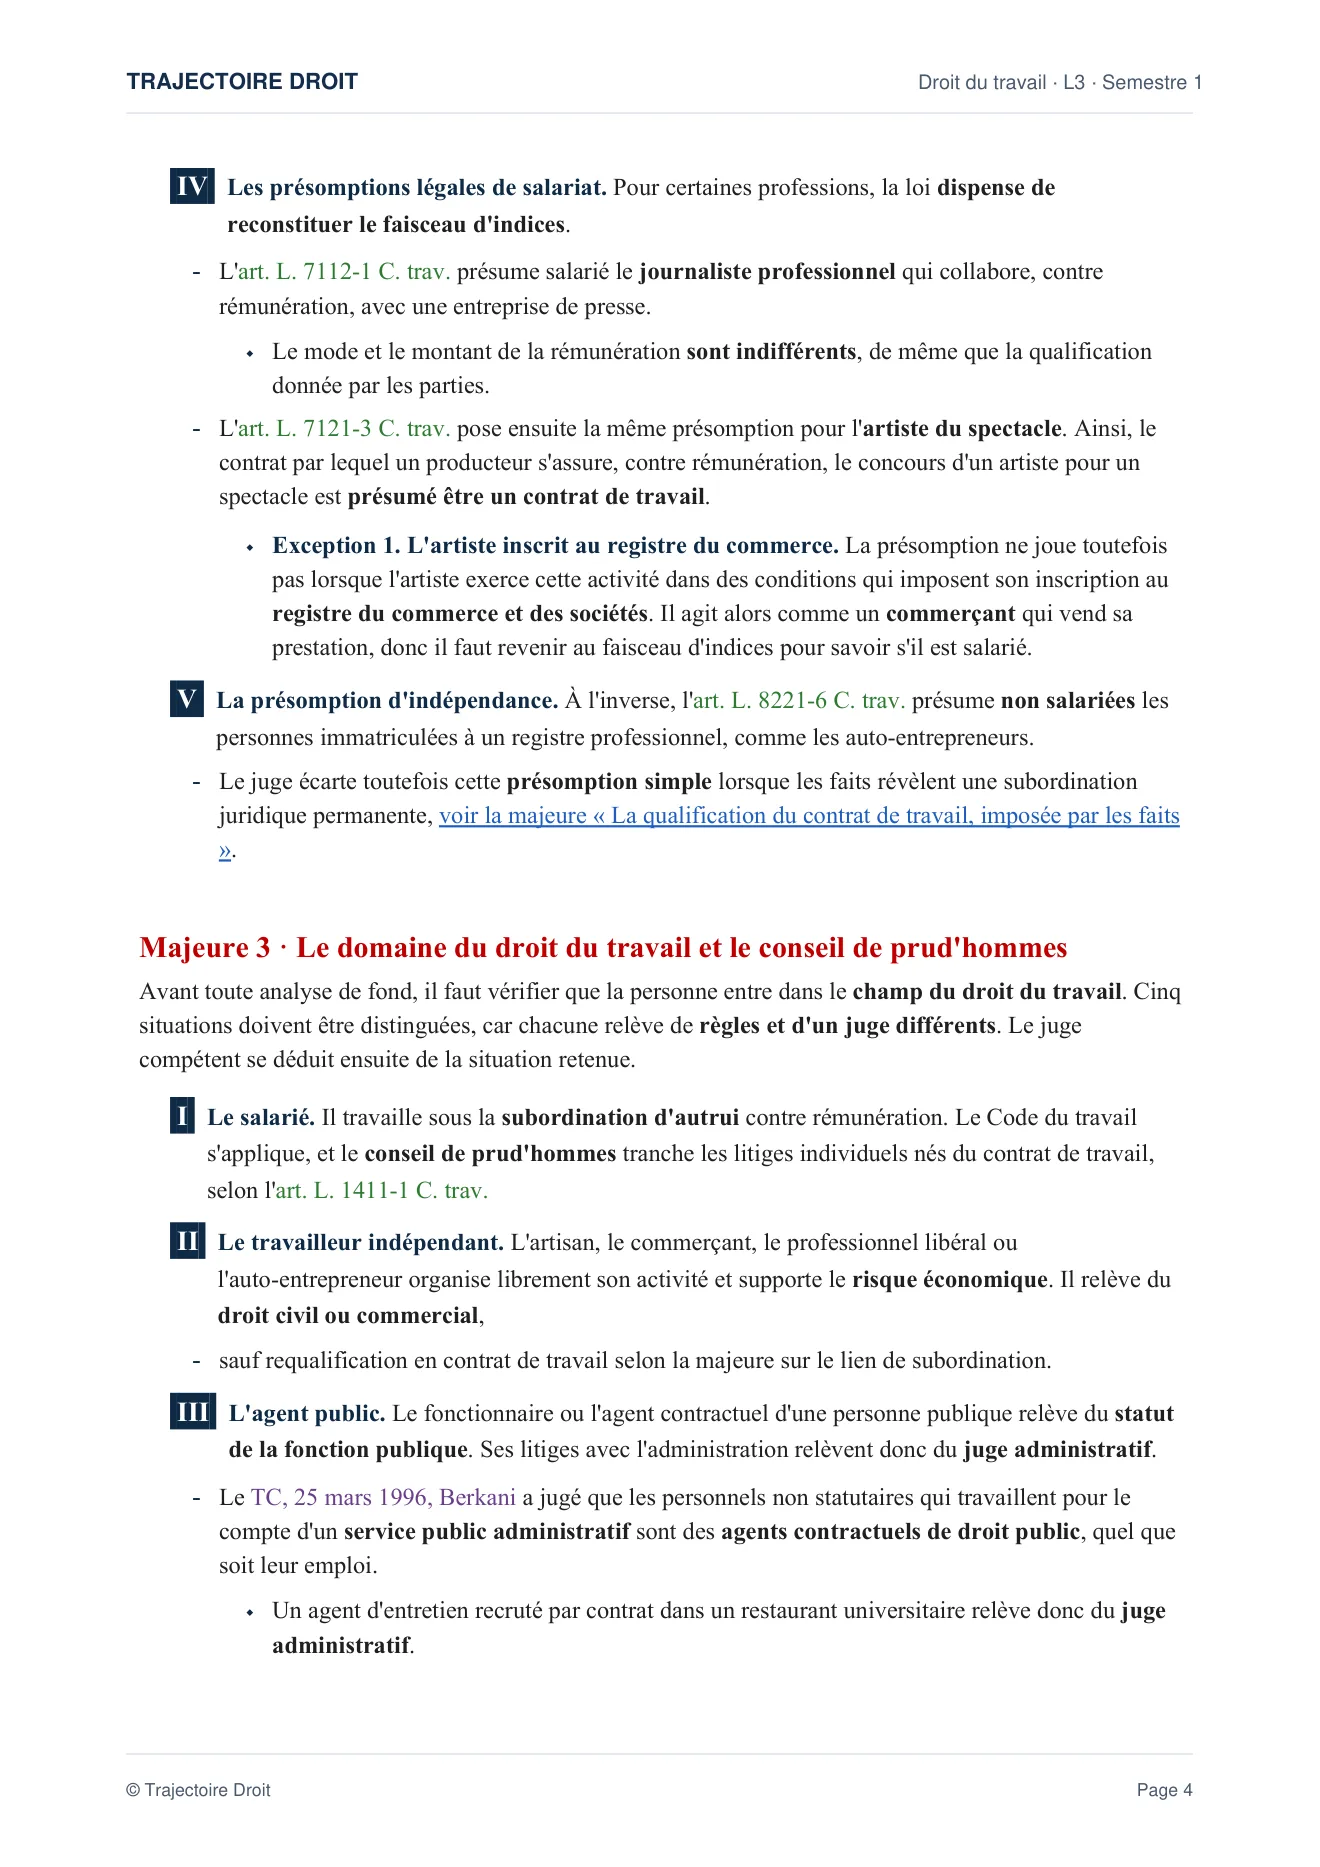 TRAJECTOIRE DROIT
Droit du travail · L3 · Semestre 1
IV Les présomptions légales de salariat. Pour certaines professions, la loi dispense de
reconstituer le faisceau d'indices.
- L'art. L. 7112-1 C. trav. présume salarié le journaliste professionnel qui collabore, contre
rémunération, avec une entreprise de presse.
⬩ Le mode et le montant de la rémunération sont indifférents, de même que la qualification
donnée par les parties.
- L'art. L. 7121-3 C. trav. pose ensuite la même présomption pour l'artiste du spectacle. Ainsi, le
contrat par lequel un producteur s'assure, contre rémunération, le concours d'un artiste pour un
spectacle est présumé être un contrat de travail.
⬩ Exception 1. L'artiste inscrit au registre du commerce. La présomption ne joue toutefois
pas lorsque l'artiste exerce cette activité dans des conditions qui imposent son inscription au
registre du commerce et des sociétés. Il agit alors comme un commerçant qui vend sa
prestation, donc il faut revenir au faisceau d'indices pour savoir s'il est salarié.
V La présomption d'indépendance. À l'inverse, l'art. L. 8221-6 C. trav. présume non salariées les
personnes immatriculées à un registre professionnel, comme les auto-entrepreneurs.
- Le juge écarte toutefois cette présomption simple lorsque les faits révèlent une subordination
juridique permanente, voir la majeure « La qualification du contrat de travail, imposée par les faits
».
Majeure 3 · Le domaine du droit du travail et le conseil de prud'hommes
Avant toute analyse de fond, il faut vérifier que la personne entre dans le champ du droit du travail. Cinq
situations doivent être distinguées, car chacune relève de règles et d'un juge différents. Le juge
compétent se déduit ensuite de la situation retenue.
I Le salarié. Il travaille sous la subordination d'autrui contre rémunération. Le Code du travail
s'applique, et le conseil de prud'hommes tranche les litiges individuels nés du contrat de travail,
selon l'art. L. 1411-1 C. trav.
II Le travailleur indépendant. L'artisan, le commerçant, le professionnel libéral ou
l'auto-entrepreneur organise librement son activité et supporte le risque économique. Il relève du
droit civil ou commercial,
- sauf requalification en contrat de travail selon la majeure sur le lien de subordination.
III L'agent public. Le fonctionnaire ou l'agent contractuel d'une personne publique relève du statut
de la fonction publique. Ses litiges avec l'administration relèvent donc du juge administratif.
- Le TC, 25 mars 1996, Berkani a jugé que les personnels non statutaires qui travaillent pour le
compte d'un service public administratif sont des agents contractuels de droit public, quel que
soit leur emploi.
⬩ Un agent d'entretien recruté par contrat dans un restaurant universitaire relève donc du juge
administratif.
© Trajectoire Droit
Page 4